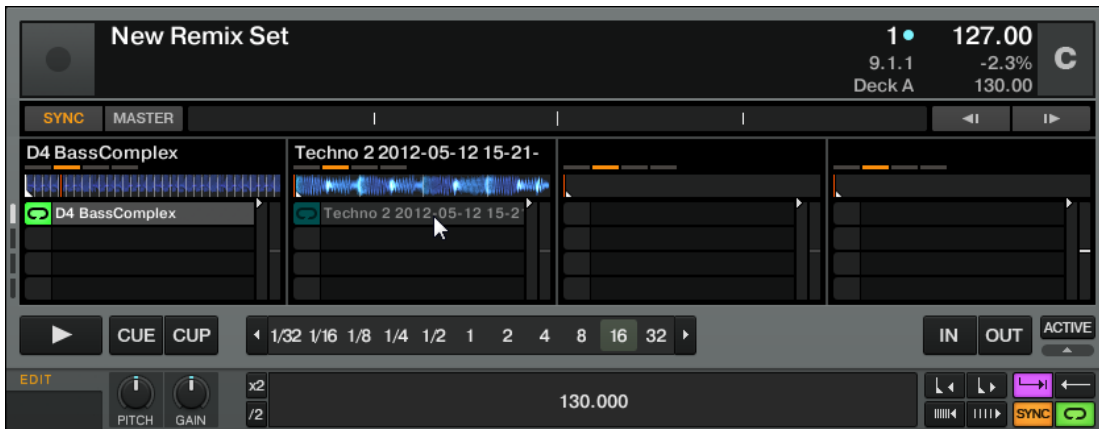 New Remix Set
1 127.00
9.1.1 -2.3% C
Deck A 130.00
SYNC MASTER
D4 BassComplex Techno 2 2012-05-12 15-21-
D4 BassComplex Techno 2 2012-05-12 15-2
CUE CUP 1/32 1/16 1/8 1/4 1/2 1 2 4 8 16 32 IN OUT ACTIVE
EDIT
x2
130.000
/2
PITCH GAIN SYNC